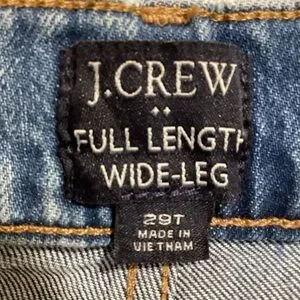 J.CREW
FULL LENGTH
WIDE-LEG
29T
MADE IN
VIETNAM